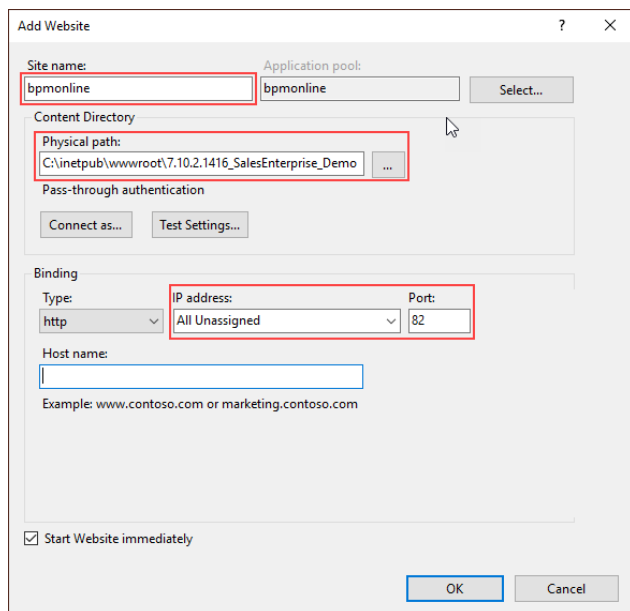 Add Website ? X
Site name: Application pool:
bpmonline bpmonline Select...
Content Directory
Physical path:
C:\inetpub\wwwroot\7.10.2.1416_SalesEnterprise_Demo ...
Pass-through authentication
Connect as... Test Settings...
Binding
Type: IP address: Port:
http All Unassigned 82
Host name:
Example: www.contoso.com or marketing.contoso.com
Start Website immediately
OK Cancel